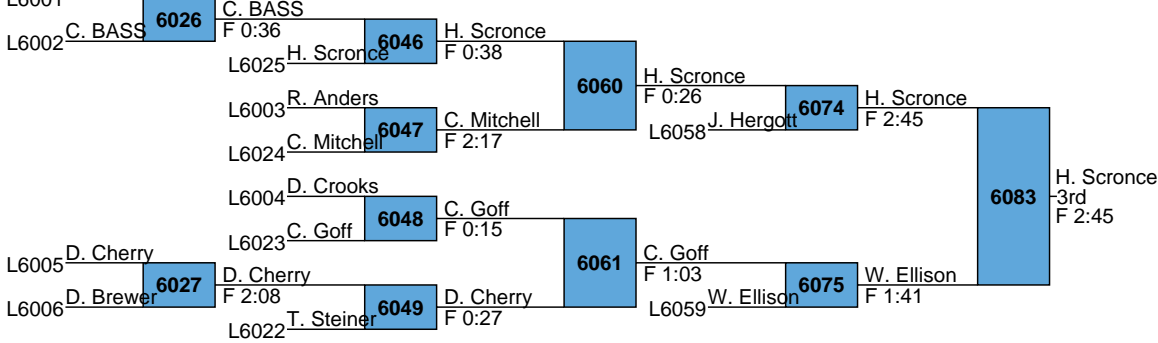 L6001
L6002 C. BASS
6026
C. BASS
F 0:36
L6025 H. Scronce
6046
H. Scronce
F 0:38
L6003 R. Anders
L6024 C. Mitchell
6047
C. Mitchell
F 2:17
6060
H. Scronce
F 0:26
L6058 J. Hergott
6074
H. Scronce
F 2:45
L6004 D. Crooks
L6023 C. Goff
6048
C. Goff
F 0:15
L6005 D. Cherry
L6006 D. Brewer
6027
D. Cherry
F 2:08
L6022 T. Steiner
6049
D. Cherry
F 0:27
6061
C. Goff
F 1:03
L6059 W. Ellison
6075
W. Ellison
F 1:41
6083
H. Scronce
3rd
F 2:45